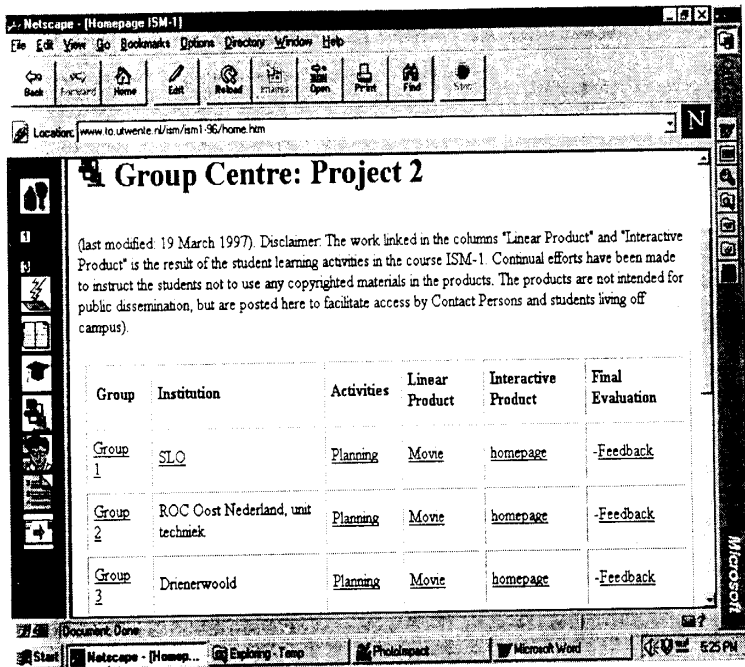 Netscape - [Homepage ISM-1]
File Edit View Go Bookmarks Options Directory Window Help
Back Forward Home Edit Reload Images Open Print Find Stop
Location: www.to.utwente.nl/ism/ism1-96/home.htm
N
Group Centre: Project 2
(last modified: 19 March 1997). Disclaimer: The work linked in the columns "Linear Product" and "Interactive
Product" is the result of the student learning activities in the course ISM-1. Continual efforts have been made
to instruct the students not to use any copyrighted materials in the products. The products are not intended for
public dissemination, but are posted here to facilitate access by Contact Persons and students living off
campus).
Group Institution Activities Linear Product Interactive Product Final Evaluation
Group 1 SLO Planning Movie homepage -Feedback
Group 2 ROC Oost Nederland, unit techniek Planning Movie homepage -Feedback
Group 3 Drienerwoold Planning Movie homepage -Feedback
Document: Done
Start Netscape - [Homep... Exploring - Temp PhotoImpact Microsoft Word 5:25 PM
Microsoft